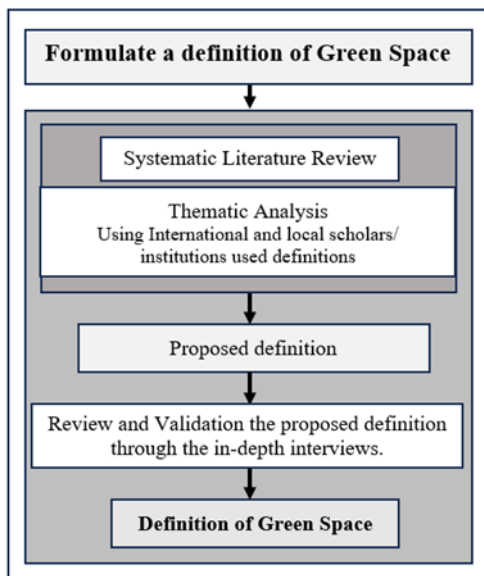 Formulate a definition of Green Space
Systematic Literature Review
Thematic Analysis
Using International and local scholars/
institutions used definitions
Proposed definition
Review and Validation the proposed definition
through the in-depth interviews.
Definition of Green Space